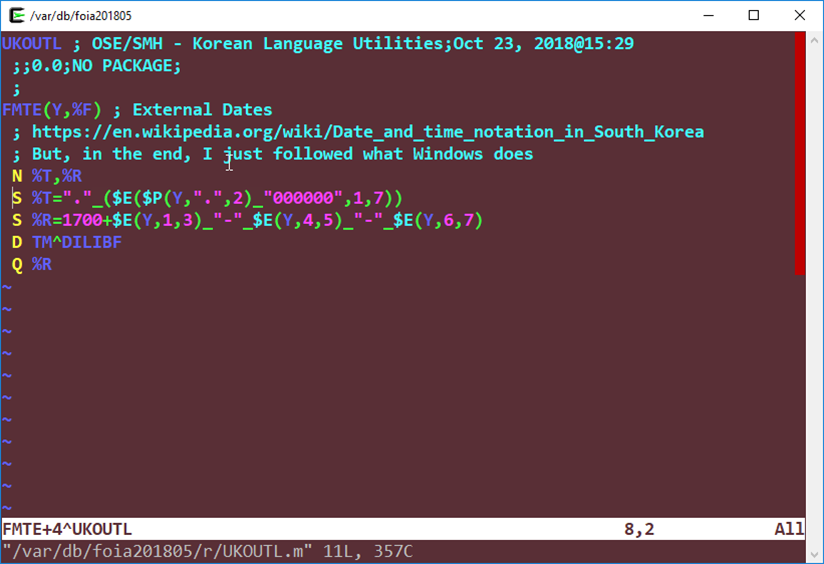 /var/db/foia201805
UKOUTL ; OSE/SMH - Korean Language Utilities;Oct 23, 2018@15:29
 ;;0.0;NO PACKAGE;
 ;
FMTE(Y,%F) ; External Dates
 ; https://en.wikipedia.org/wiki/Date_and_time_notation_in_South_Korea
 ; But, in the end, I just followed what Windows does
 N %T,%R
 S %T="."_($E($P(Y,".",2)_"000000",1,7))
 S %R=1700+$E(Y,1,3)_"-"_$E(Y,4,5)_"-"_$E(Y,6,7)
 D TM^DILIBF
 Q %R
~
~
~
~
~
~
~
~
~
~
~
FMTE+4^UKOUTL 8,2 All
"/var/db/foia201805/r/UKOUTL.m" 11L, 357C